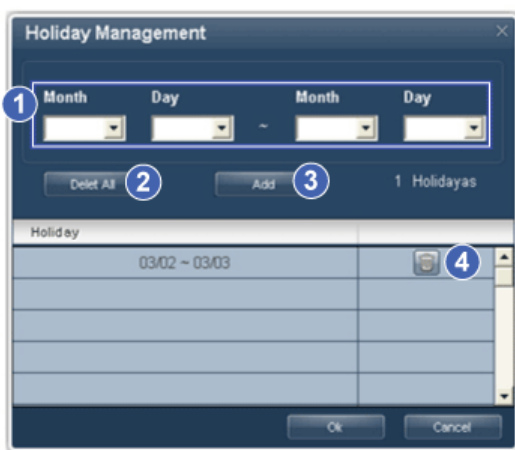 Holiday Management
1 Month Day ~ Month Day
Delet All 2 Add 3 1 Holidayas
Holiday
03/02 ~ 03/03 4
Ok Cancel